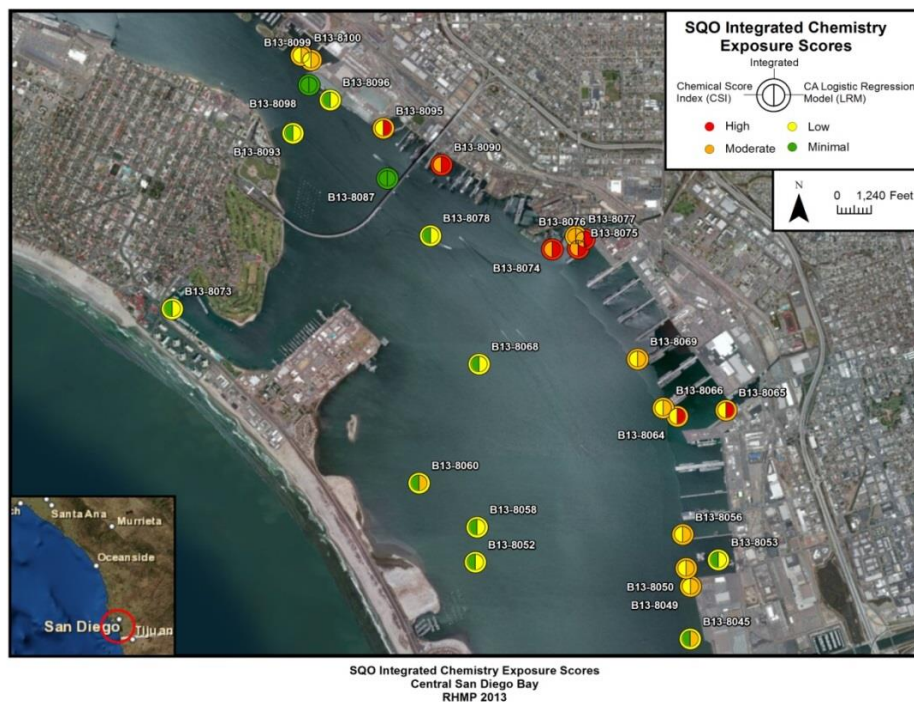 SQO Integrated Chemistry
Exposure Scores
Integrated
Chemical Score
Index (CSI)
CA Logistic Regression
Model (LRM)
High
Low
Moderate
Minimal
N
0 1,240 Feet
B13-8099
B13-8100
B13-8096
B13-8098
B13-8095
B13-8093
B13-8090
B13-8087
B13-8078
B13-8076
B13-8077
B13-8075
B13-8074
B13-8073
B13-8069
B13-8068
B13-8066
B13-8065
B13-8064
B13-8060
B13-8058
B13-8056
B13-8052
B13-8053
B13-8050
B13-8049
B13-8045
ch
Santa Ana
Murrieta
Oceanside
San Diego
Tijuan
SQO Integrated Chemistry Exposure Scores
Central San Diego Bay
RHMP 2013